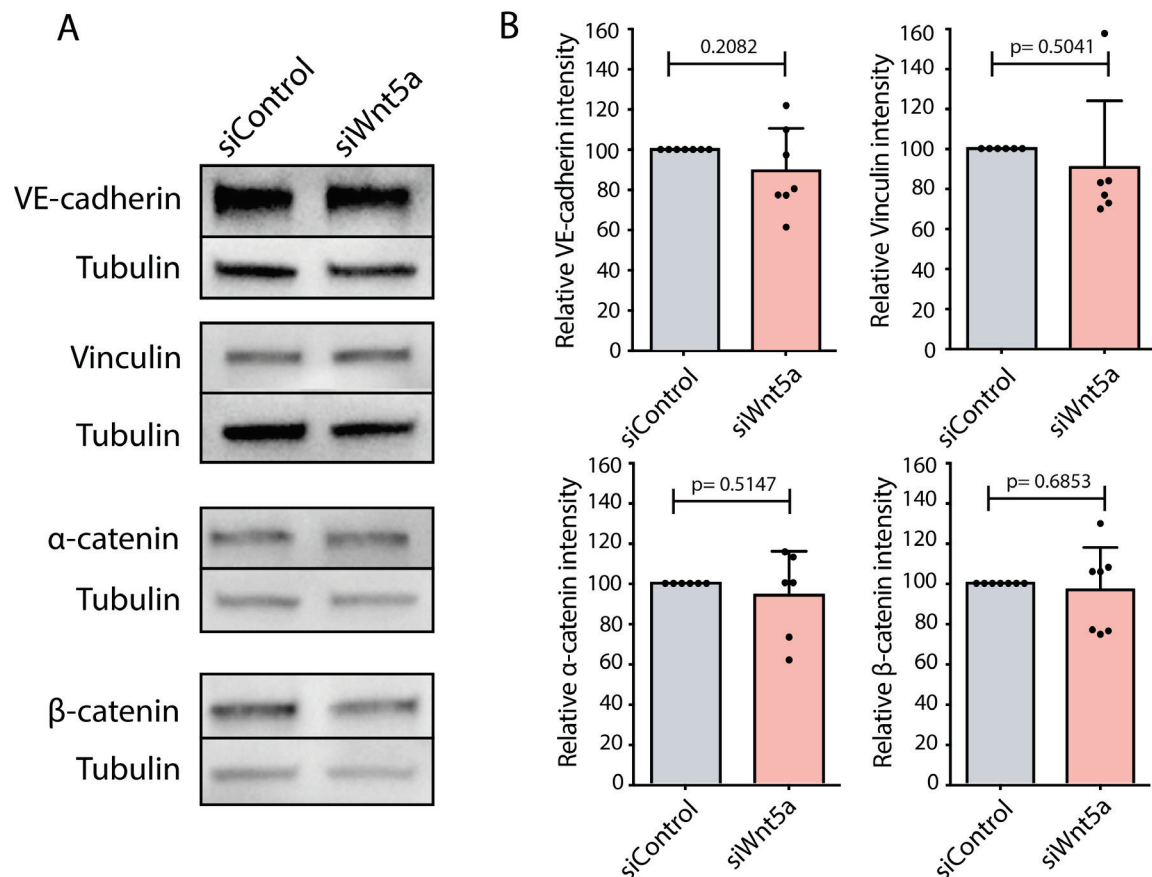 A
siControl
siWnt5a
VE-cadherin
Tubulin
Vinculin
Tubulin
α-catenin
Tubulin
β-catenin
Tubulin
B
Relative VE-cadherin intensity
160
140
120
100
80
60
40
20
0
0.2082
siControl
siWnt5a
Relative Vinculin intensity
160
140
120
100
80
60
40
20
0
p= 0.5041
siControl
siWnt5a
Relative α-catenin intensity
160
140
120
100
80
60
40
20
0
p= 0.5147
siControl
siWnt5a
Relative β-catenin intensity
160
140
120
100
80
60
40
20
0
p= 0.6853
siControl
siWnt5a